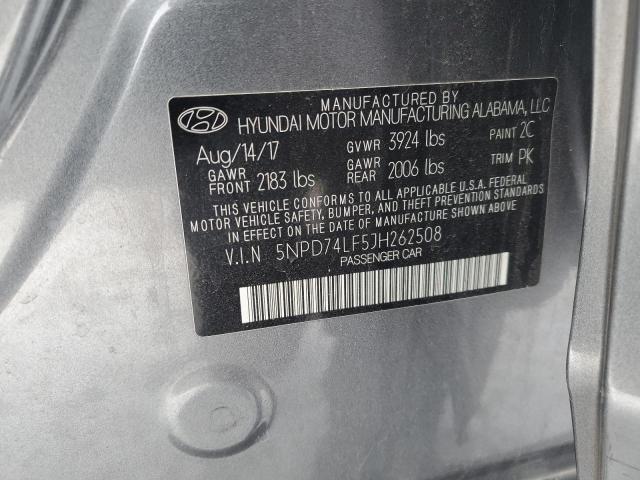 MANUFACTURED BY
HYUNDAI MOTOR MANUFACTURING ALABAMA, LLC
Aug/14/17 GVWR 3924 lbs PAINT 2C
GAWR FRONT 2183 lbs GAWR REAR 2006 lbs TRIM PK
THIS VEHICLE CONFORMS TO ALL APPLICABLE U.S.A. FEDERAL
MOTOR VEHICLE SAFETY, BUMPER, AND THEFT PREVENTION STANDARDS
IN EFFECT ON THE DATE OF MANUFACTURE SHOWN ABOVE.
V.I.N 5NPD74LF5JH262508
PASSENGER CAR